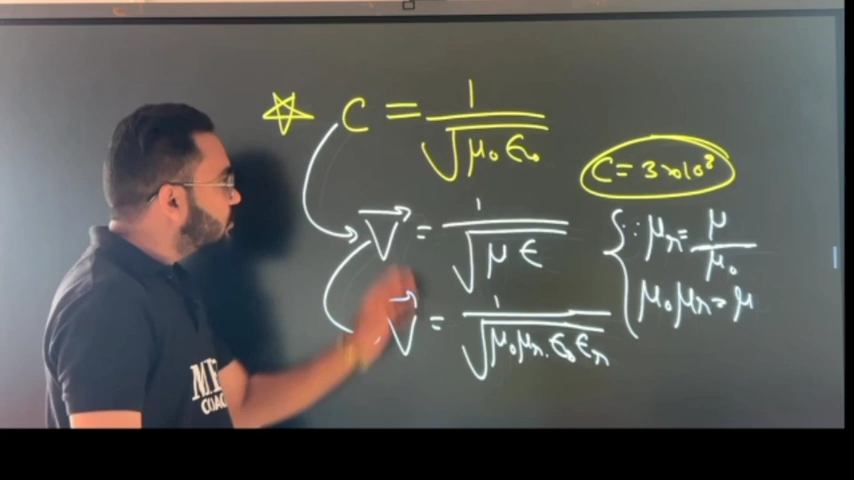 ☆ C = 1/√μ₀ε₀
C = 3×10⁸
V⃗ = 1/√με
{∵ μr = μ/μ₀
V⃗ = 1/√μ₀μr.ε₀εr
μ₀μr = μ